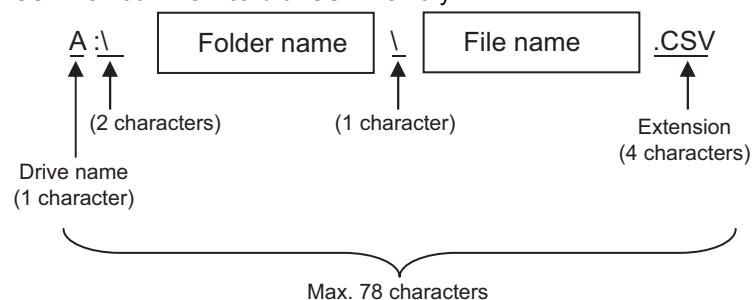 A :\ Folder name \ File name .CSV
(2 characters) (1 character) Extension
(4 characters)
Drive name
(1 character)
Max. 78 characters